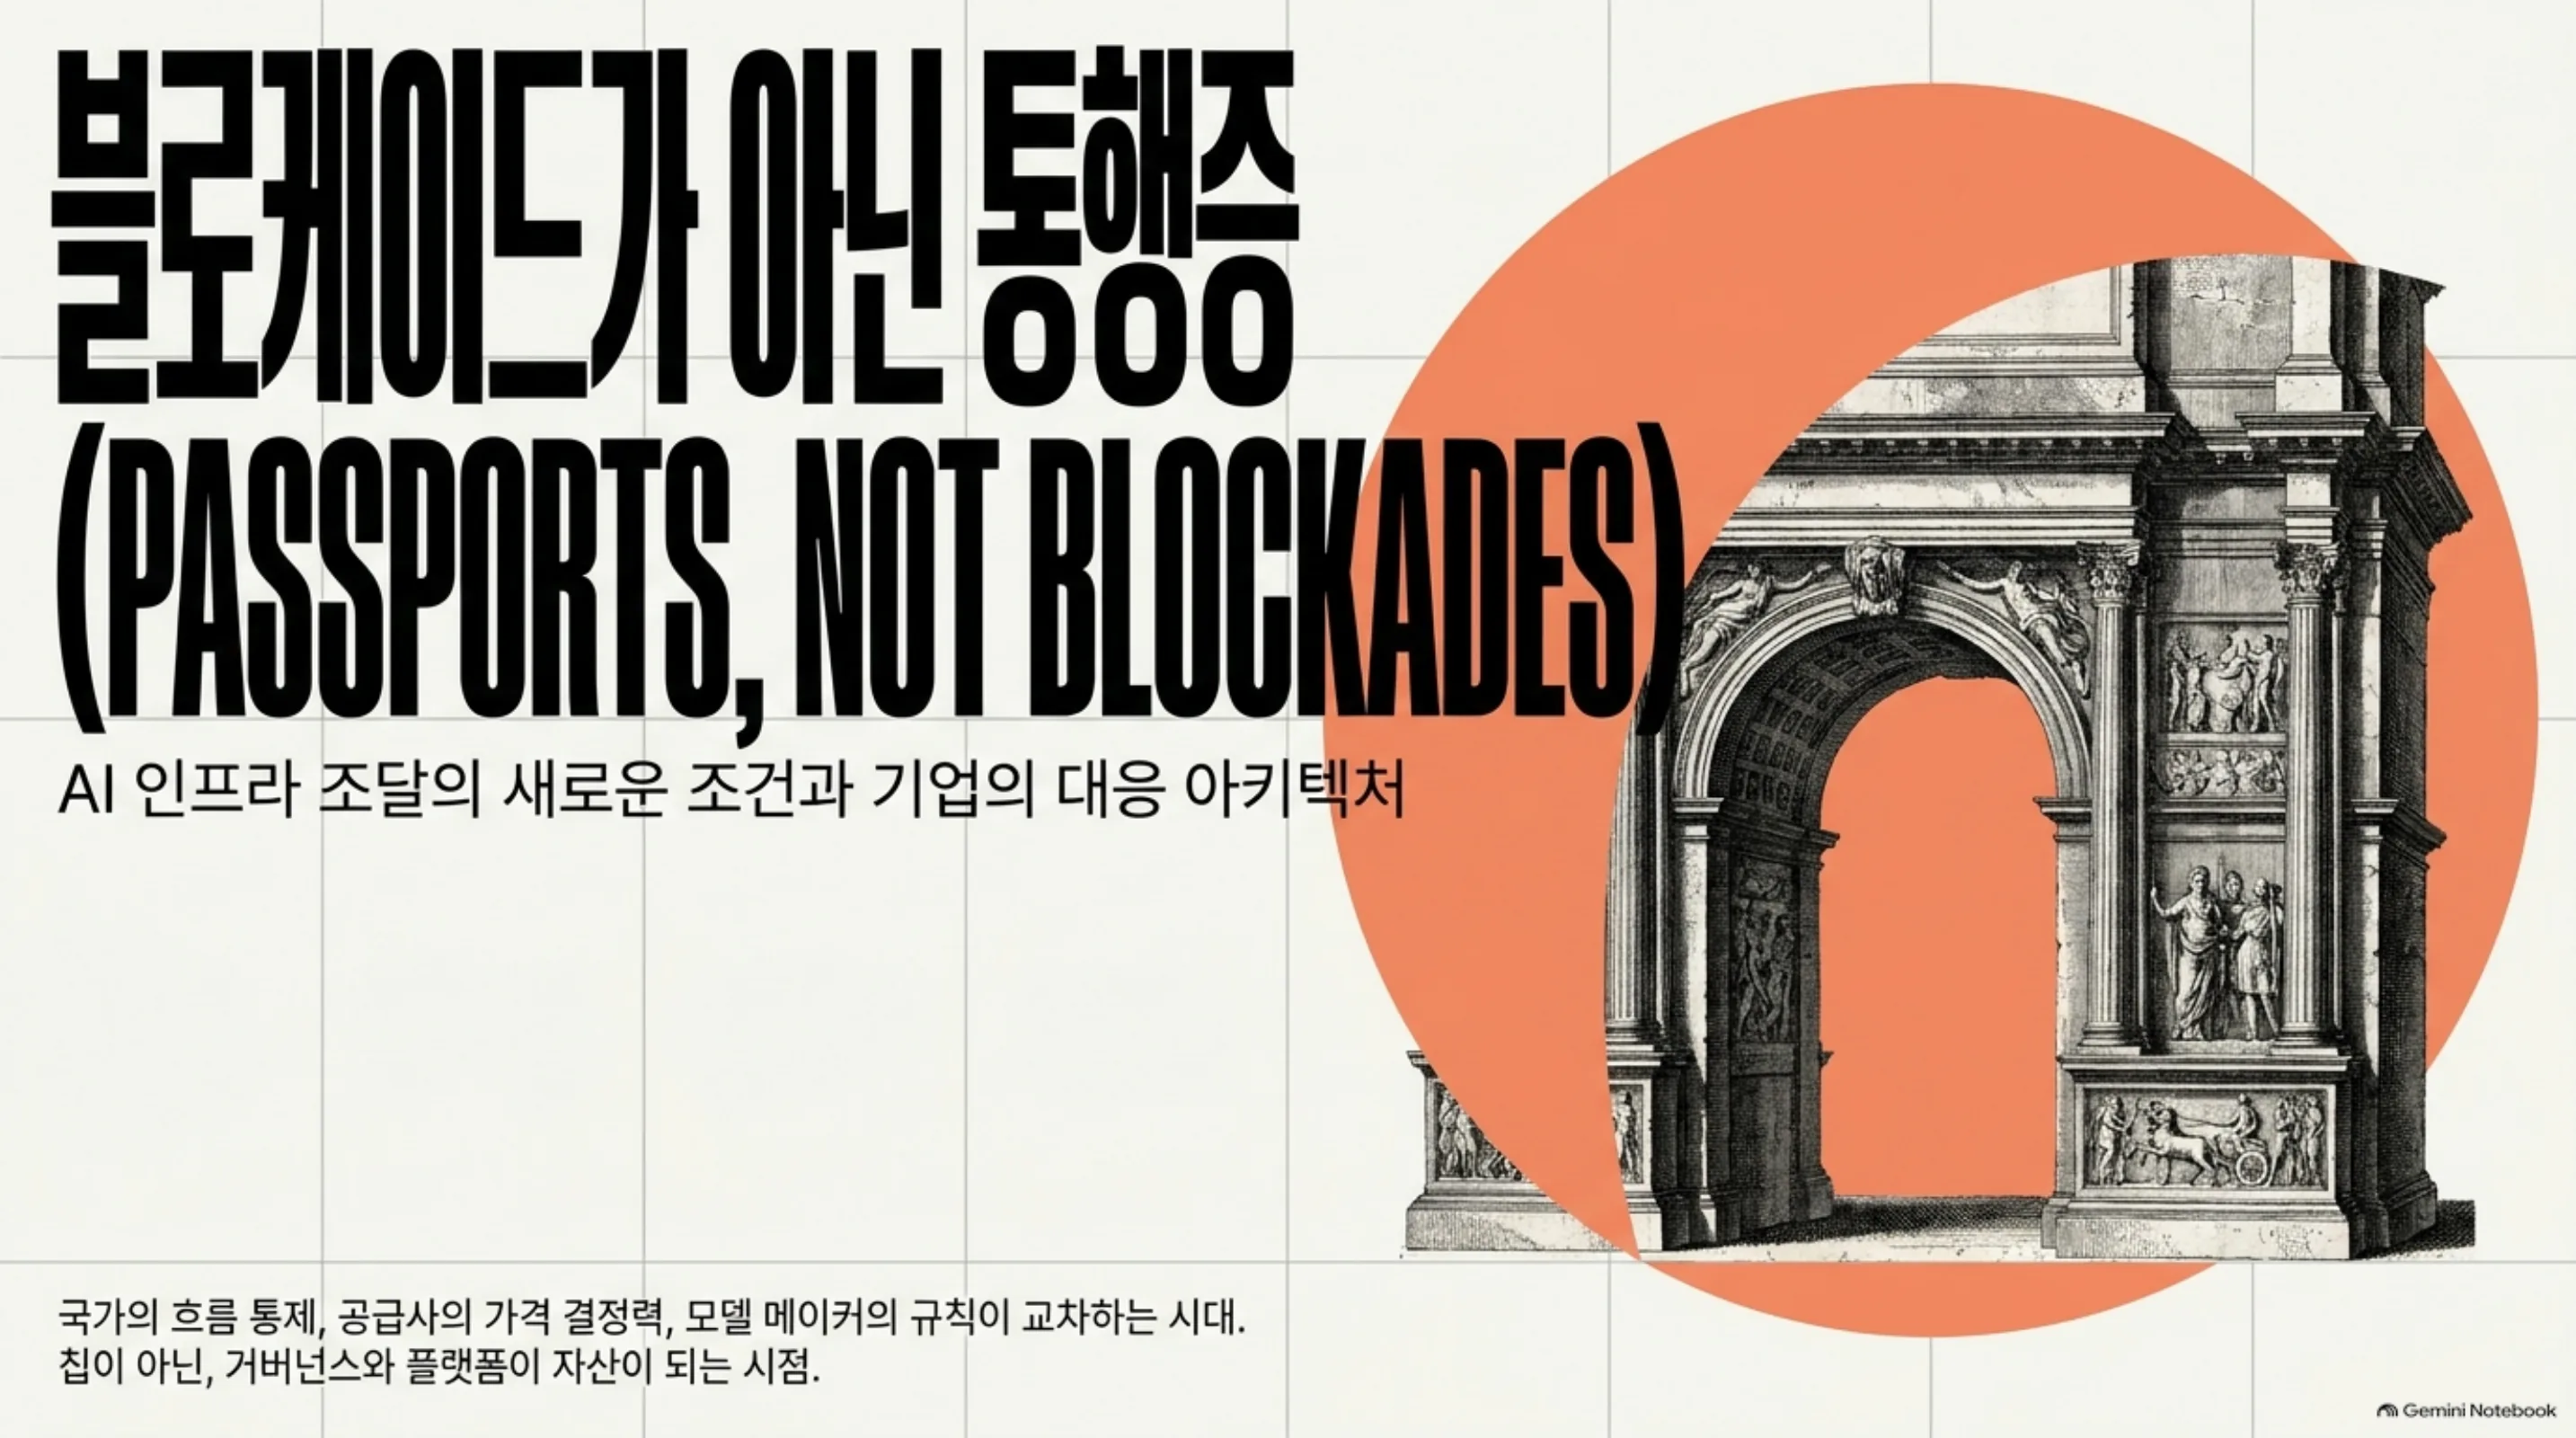 블로케이드가 아닌 통행증
(PASSPORTS, NOT BLOCKADES)
AI 인프라 조달의 새로운 조건과 기업의 대응 아키텍처
국가의 흐름 통제, 공급사의 가격 결정력, 모델 메이커의 규칙이 교차하는 시대.
칩이 아닌, 거버넌스와 플랫폼이 자산이 되는 시점.
Gemini Notebook